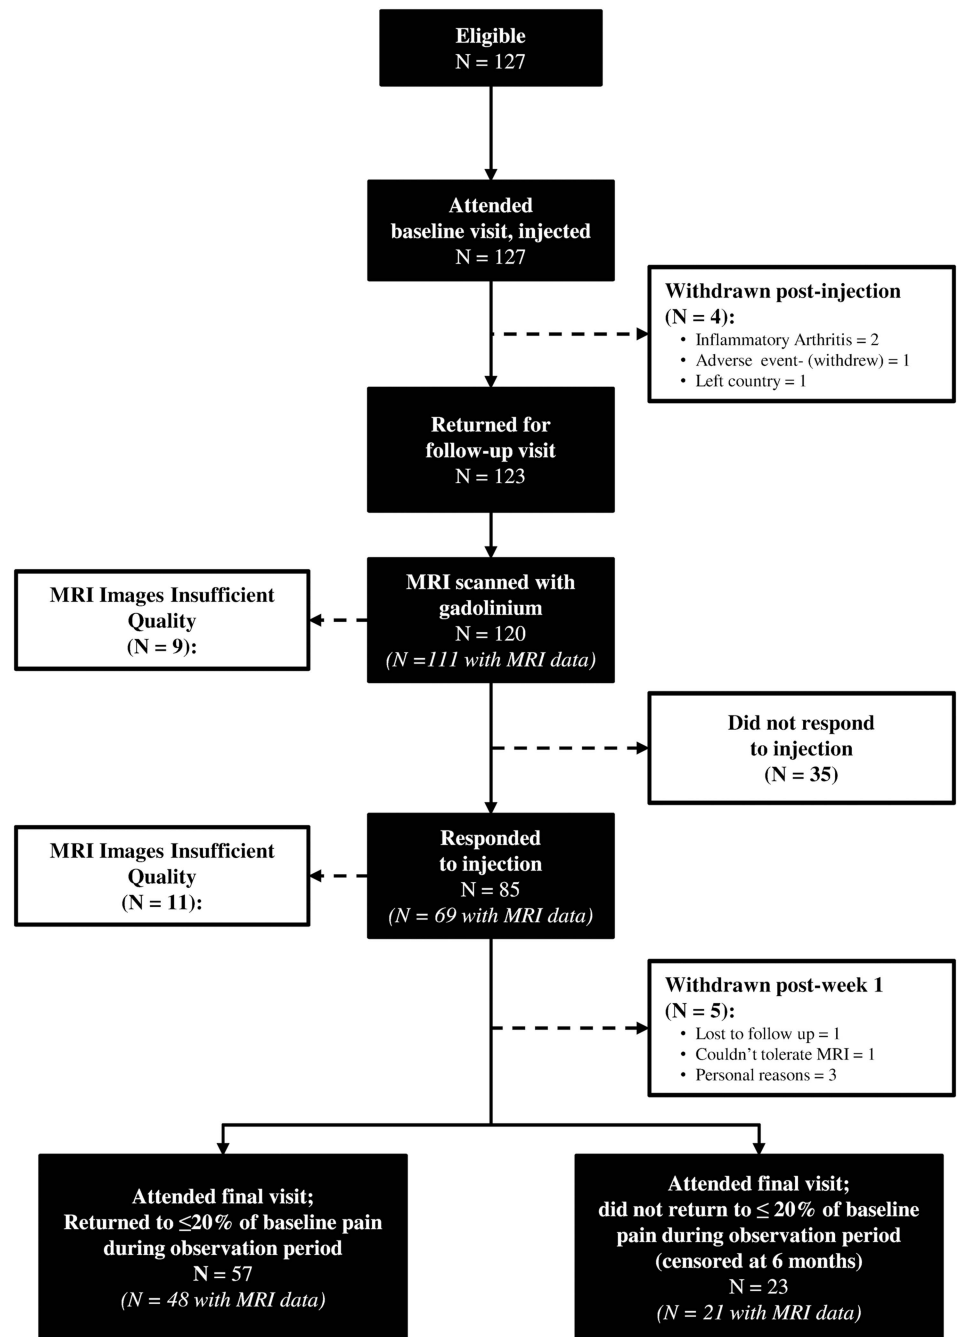 Eligible
N = 127
Attended
baseline visit, injected
N = 127
Withdrawn post-injection
(N = 4):
• Inflammatory Arthritis = 2
• Adverse event- (withdrew) = 1
• Left country = 1
Returned for
follow-up visit
N = 123
MRI scanned with
gadolinium
N = 120
(N =111 with MRI data)
MRI Images Insufficient
Quality
(N = 9):
Did not respond
to injection
(N = 35)
Responded
to injection
N = 85
(N = 69 with MRI data)
MRI Images Insufficient
Quality
(N = 11):
Withdrawn post-week 1
(N = 5):
• Lost to follow up = 1
• Couldn't tolerate MRI = 1
• Personal reasons = 3
Attended final visit;
Returned to ≤20% of baseline pain
during observation period
N = 57
(N = 48 with MRI data)
Attended final visit;
did not return to ≤ 20% of baseline
pain during observation period
(censored at 6 months)
N = 23
(N = 21 with MRI data)